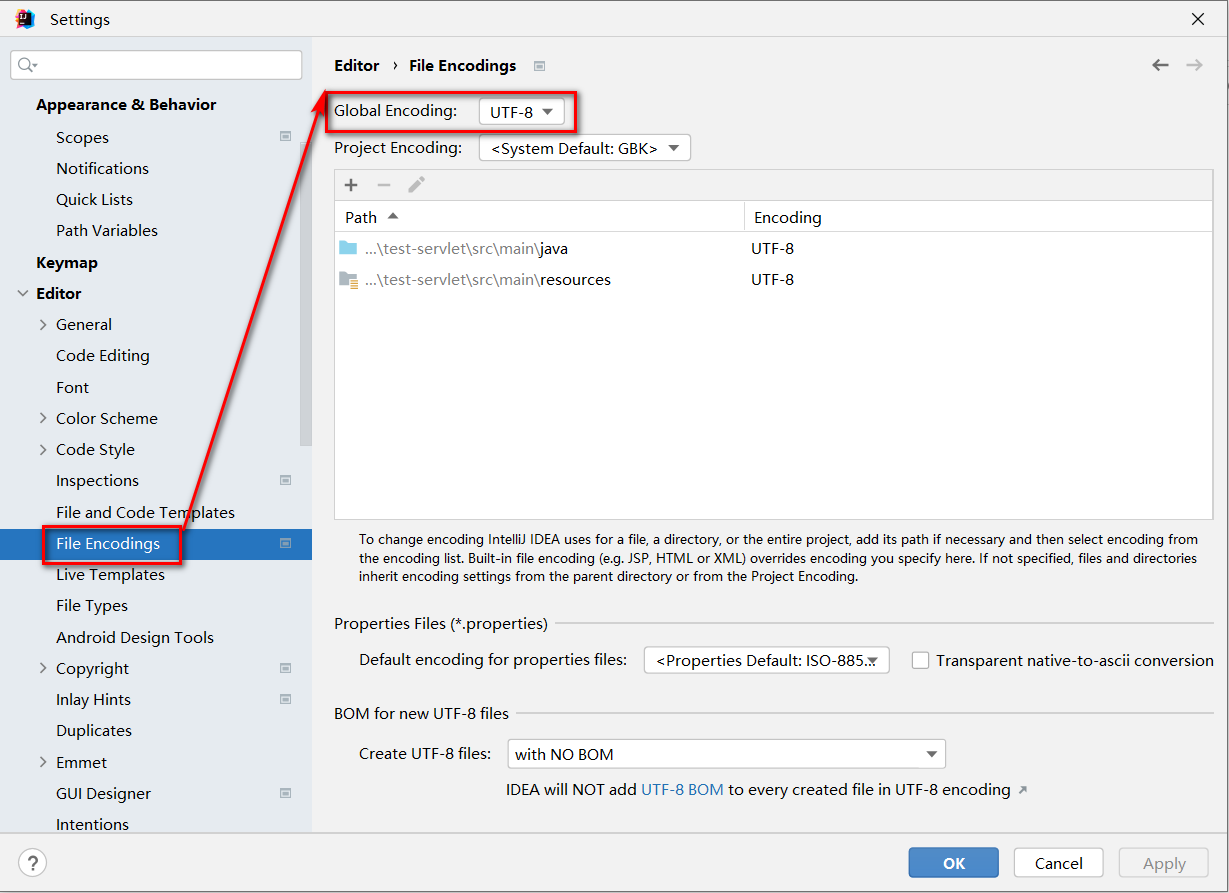 Settings
Appearance & Behavior
Scopes
Notifications
Quick Lists
Path Variables
Keymap
Editor
General
Code Editing
Font
Color Scheme
Code Style
Inspections
File and Code Templates
File Encodings
Live Templates
File Types
Android Design Tools
Copyright
Inlay Hints
Duplicates
Emmet
GUI Designer
Intentions
Editor › File Encodings
Global Encoding: UTF-8
Project Encoding: <System Default: GBK>
Path Encoding
...\test-servlet\src\main\java UTF-8
...\test-servlet\src\main\resources UTF-8
To change encoding IntelliJ IDEA uses for a file, a directory, or the entire project, add its path if necessary and then select encoding from
the encoding list. Built-in file encoding (e.g. JSP, HTML or XML) overrides encoding you specify here. If not specified, files and directories
inherit encoding settings from the parent directory or from the Project Encoding.
Properties Files (*.properties)
Default encoding for properties files: <Properties Default: ISO-885... Transparent native-to-ascii conversion
BOM for new UTF-8 files
Create UTF-8 files: with NO BOM
IDEA will NOT add UTF-8 BOM to every created file in UTF-8 encoding ↗
? OK Cancel Apply